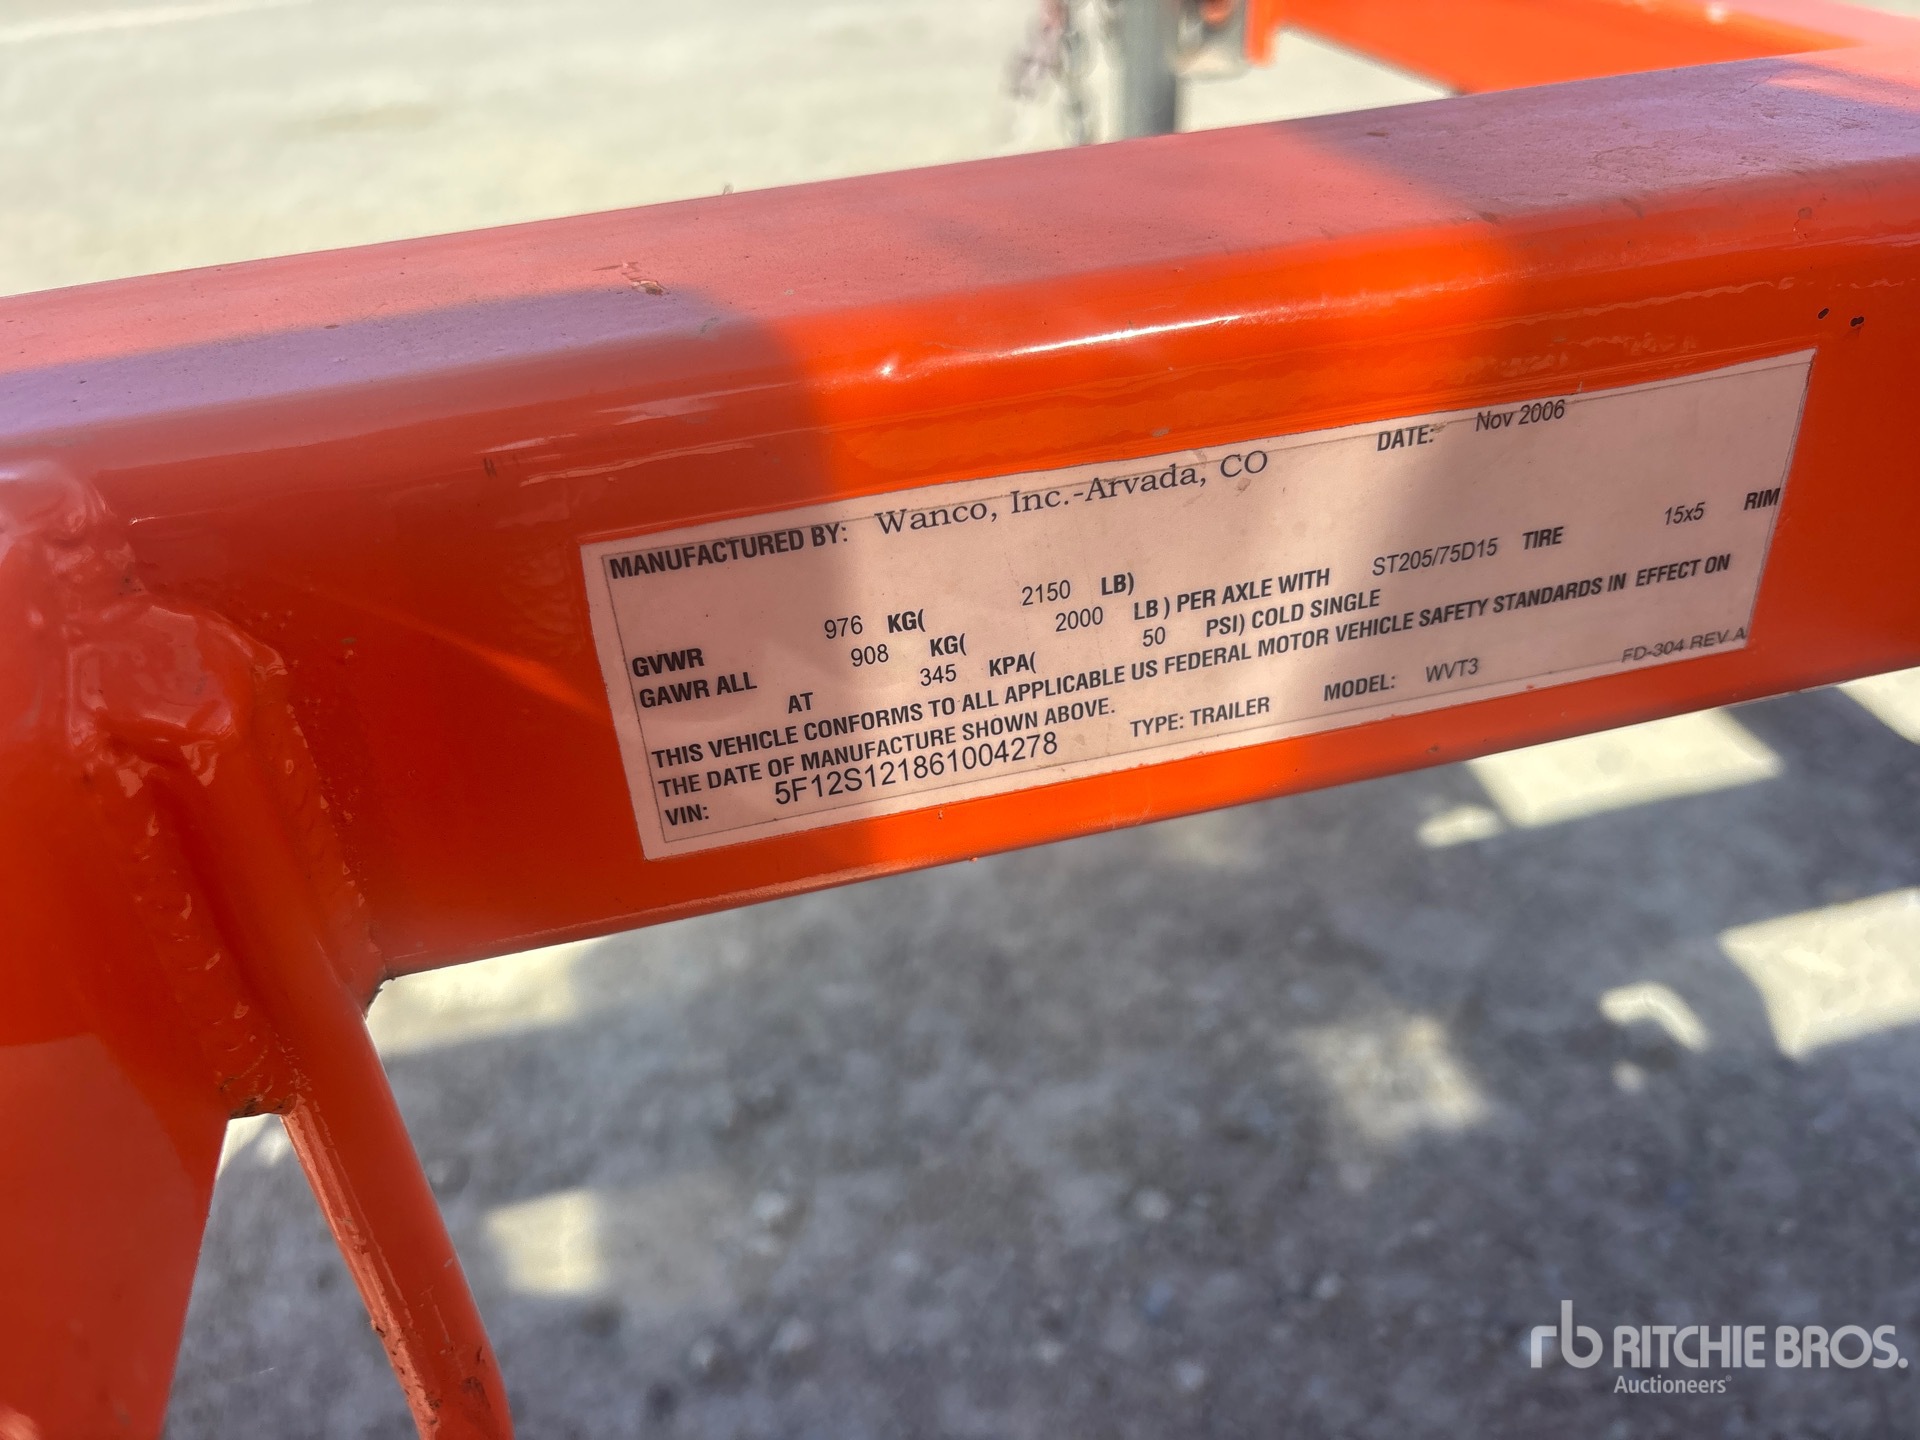 MANUFACTURED BY: Wanco, Inc.-Arvada, CO DATE: Nov 2006
GVWR 976 KG( 2150 LB)
GAWR ALL 908 KG( 2000 LB ) PER AXLE WITH ST205/75D15 TIRE 15x5 RIM
AT 345 KPA( 50 PSI) COLD SINGLE
THIS VEHICLE CONFORMS TO ALL APPLICABLE US FEDERAL MOTOR VEHICLE SAFETY STANDARDS IN EFFECT ON
THE DATE OF MANUFACTURE SHOWN ABOVE.
VIN: 5F12S121861004278 TYPE: TRAILER MODEL: WVT3 FD-304 REV A
rb RITCHIE BROS.
Auctioneers